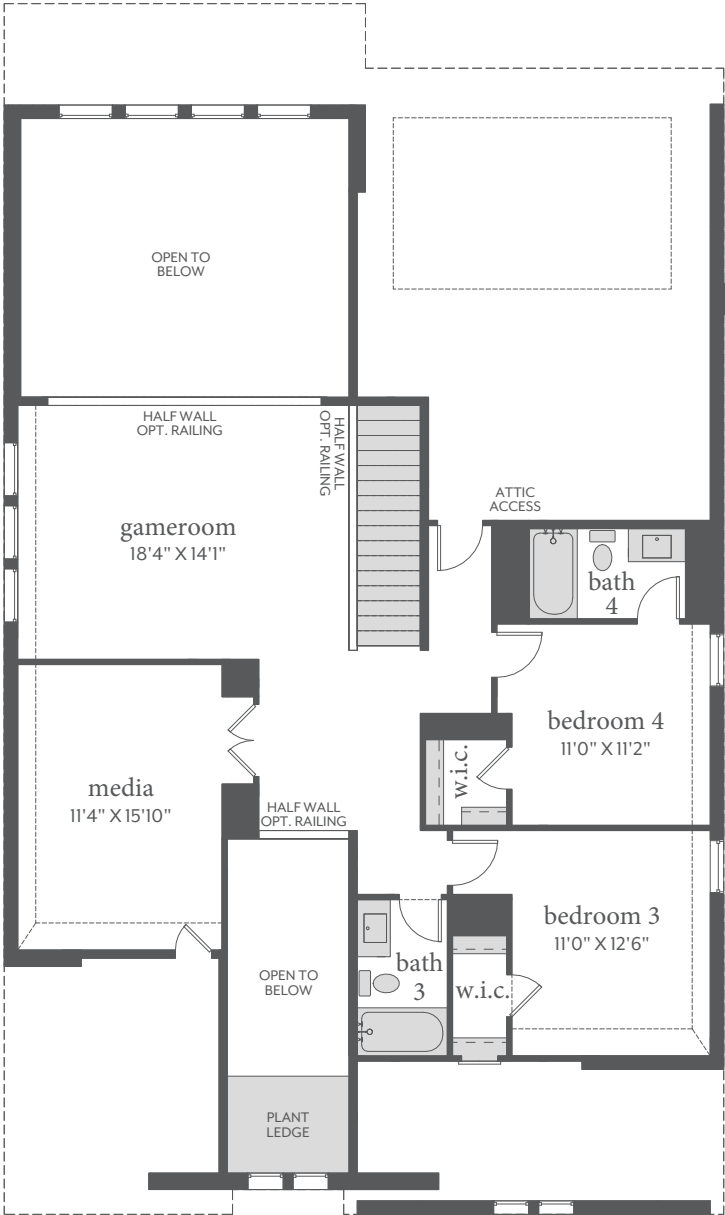 OPEN TO
BELOW
HALF WALL
OPT. RAILING
HALF WALL
OPT. RAILING
ATTIC
ACCESS
gameroom
18'4" X 14'1"
bath
4
bedroom 4
11'0" X 11'2"
w.i.c.
media
11'4" X 15'10"
HALF WALL
OPT. RAILING
bedroom 3
11'0" X 12'6"
bath
3
w.i.c.
OPEN TO
BELOW
PLANT
LEDGE